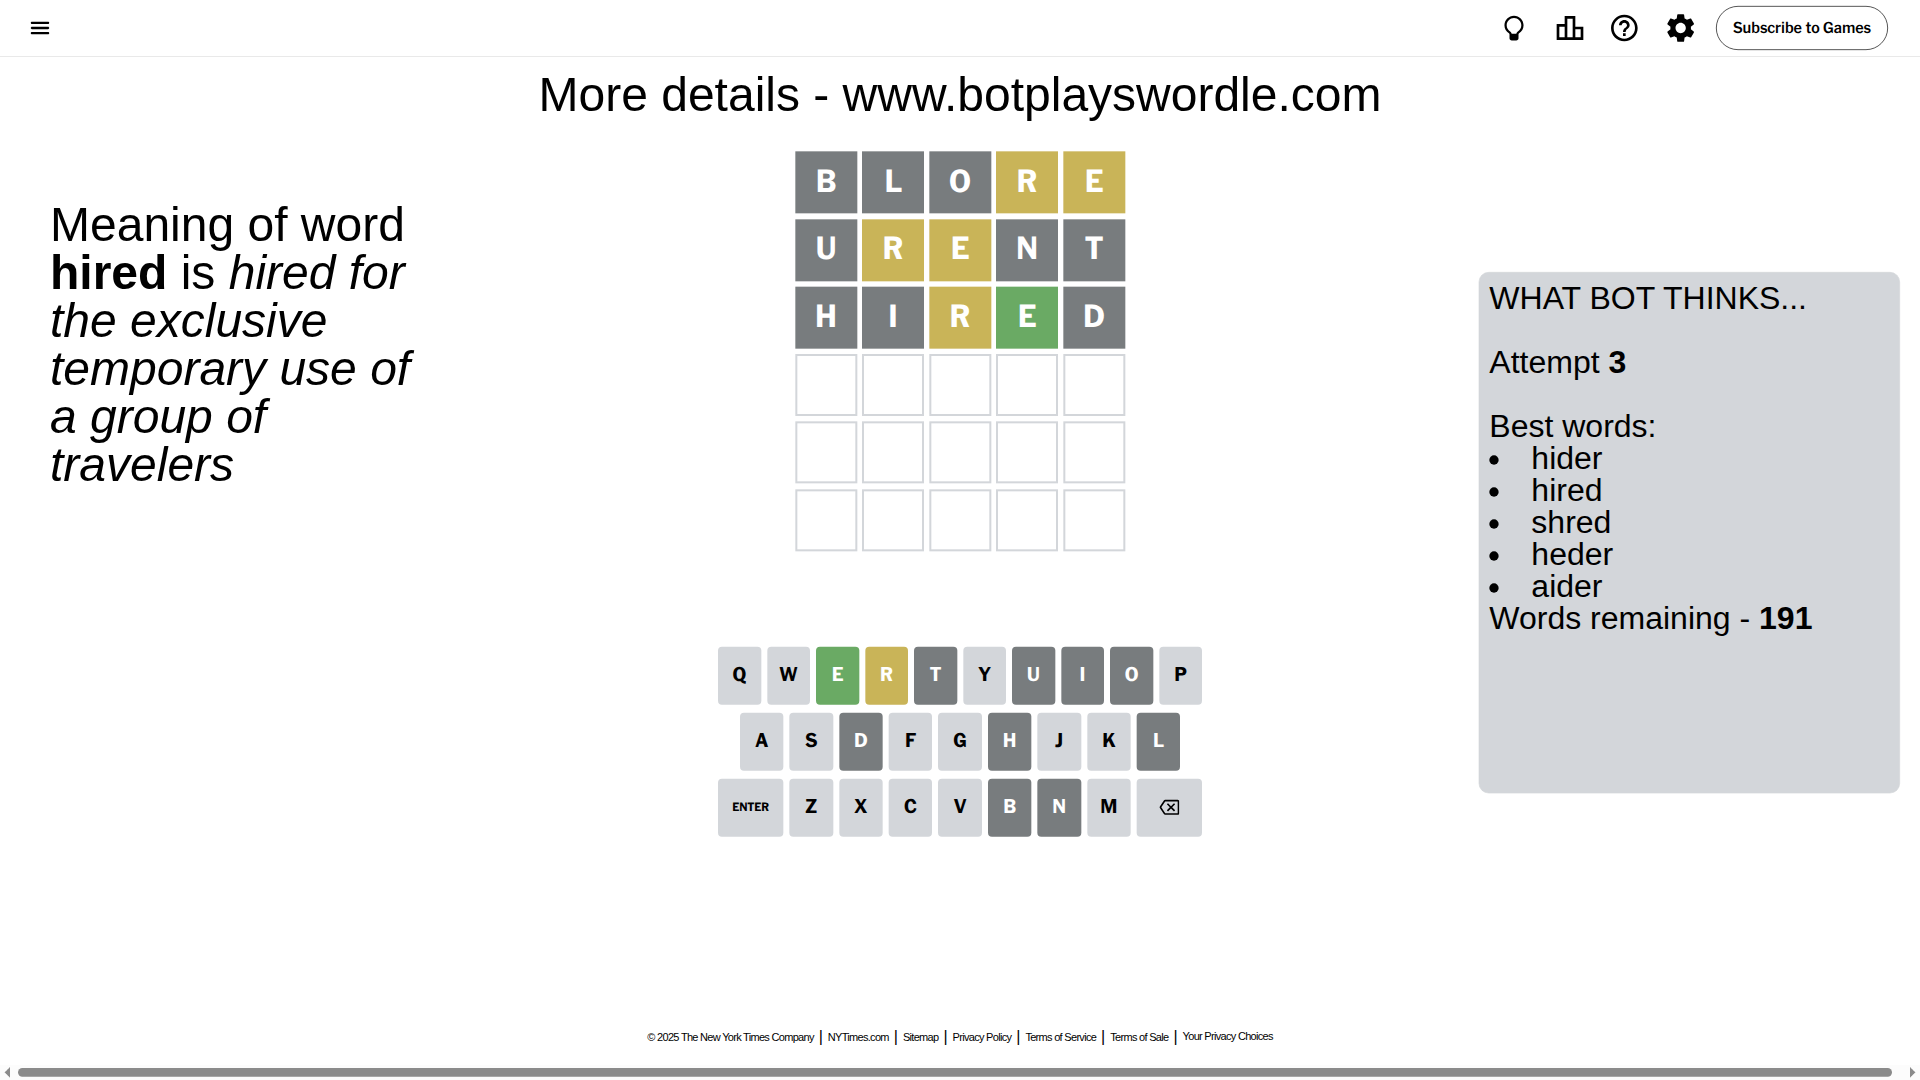 Subscribe to Games
More details - www.botplayswordle.com
Meaning of word
hired is hired for
the exclusive
temporary use of
a group of
travelers
B L O R E
U R E N T
H I R E D
WHAT BOT THINKS...
Attempt 3
Best words:
• hider
• hired
• shred
• heder
• aider
Words remaining - 191
Q W E R T Y U I O P
A S D F G H J K L
ENTER Z X C V B N M
© 2025 The New York Times Company | NYTimes.com | Sitemap | Privacy Policy | Terms of Service | Terms of Sale | Your Privacy Choices